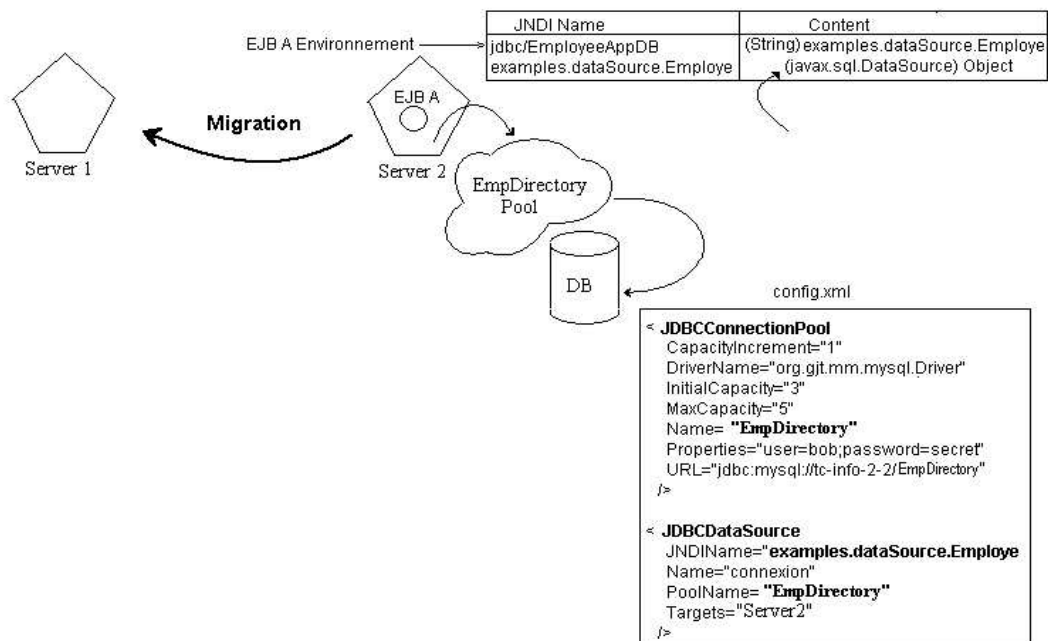 JNDI Name
Content
EJB A Environnement
jdbc/EmployeeAppDB
(String) examples.dataSource.Employe
examples.dataSource.Employe
(javax.sql.DataSource) Object
EJB A
Migration
Server 1
Server 2
EmpDirectory
Pool
DB
config.xml
< JDBCConnectionPool
CapacityIncrement="1"
DriverName="org.gjt.mm.mysql.Driver"
InitialCapacity="3"
MaxCapacity="5"
Name= "EmpDirectory"
Properties="user=bob;password=secret"
URL="jdbc:mysql://tc-info-2-2/EmpDirectory"
/>
< JDBCDataSource
JNDIName="examples.dataSource.Employe
Name="connexion"
PoolName= "EmpDirectory"
Targets="Server2"
/>